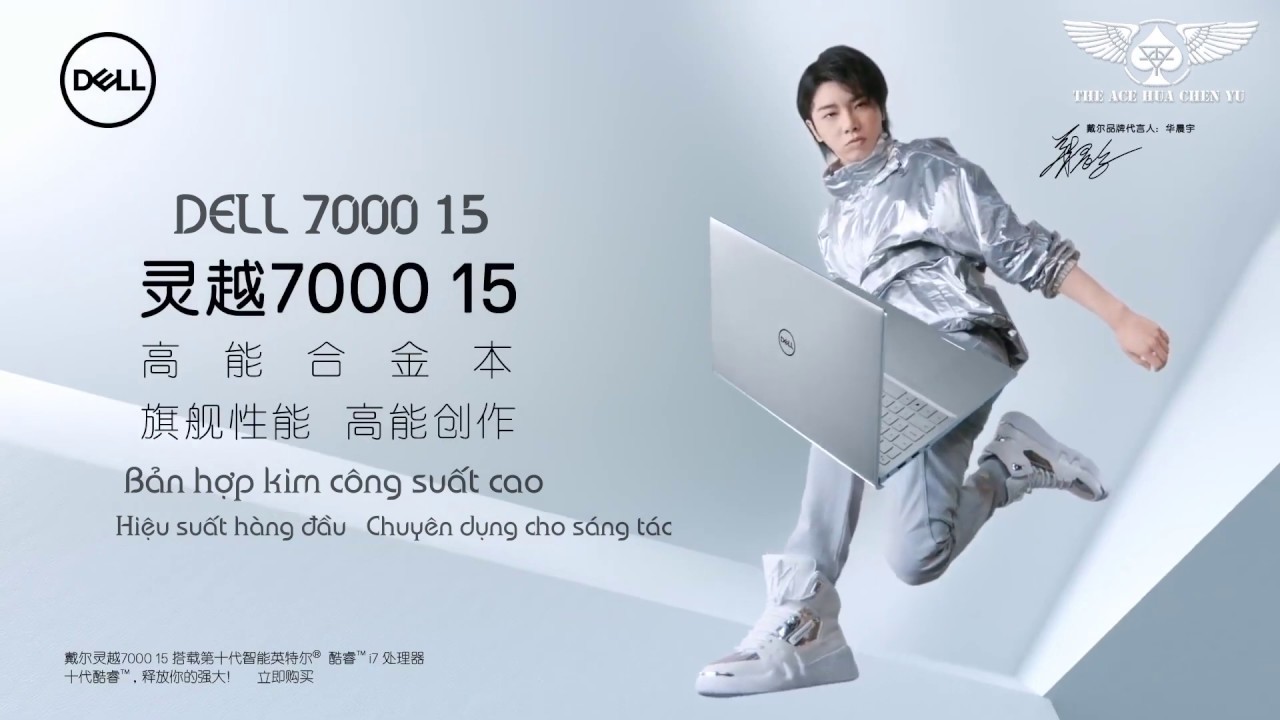 DELL
THE ACE HUA CHEN YU
戴尔品牌代言人：华晨宇
DELL 7000 15
灵越7000 15
高能合金本
旗舰性能 高能创作
Bản hợp kim công suất cao
Hiệu suất hàng đầu Chuyên dụng cho sáng tác
DELL
戴尔灵越7000 15 搭载第十代智能英特尔® 酷睿™ i7 处理器
十代酷睿™，释放你的强大! 立即购买